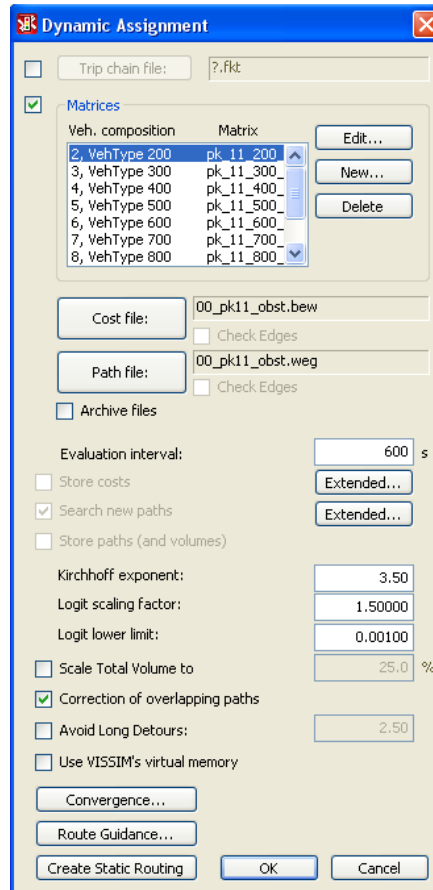 Dynamic Assignment
Trip chain file: ?.fkt
Matrices
Veh. composition Matrix
2, VehType 200 pk_11_200_
3, VehType 300 pk_11_300_
4, VehType 400 pk_11_400_
5, VehType 500 pk_11_500_
6, VehType 600 pk_11_600_
7, VehType 700 pk_11_700_
8, VehType 800 pk_11_800_
Edit...
New...
Delete
Cost file: 00_pk11_obst.bew
Check Edges
Path file: 00_pk11_obst.weg
Check Edges
Archive files
Evaluation interval: 600 s
Store costs Extended...
Search new paths Extended...
Store paths (and volumes)
Kirchhoff exponent: 3.50
Logit scaling factor: 1.50000
Logit lower limit: 0.00100
Scale Total Volume to 25.0 %
Correction of overlapping paths
Avoid Long Detours: 2.50
Use VISSIM's virtual memory
Convergence...
Route Guidance...
Create Static Routing OK Cancel